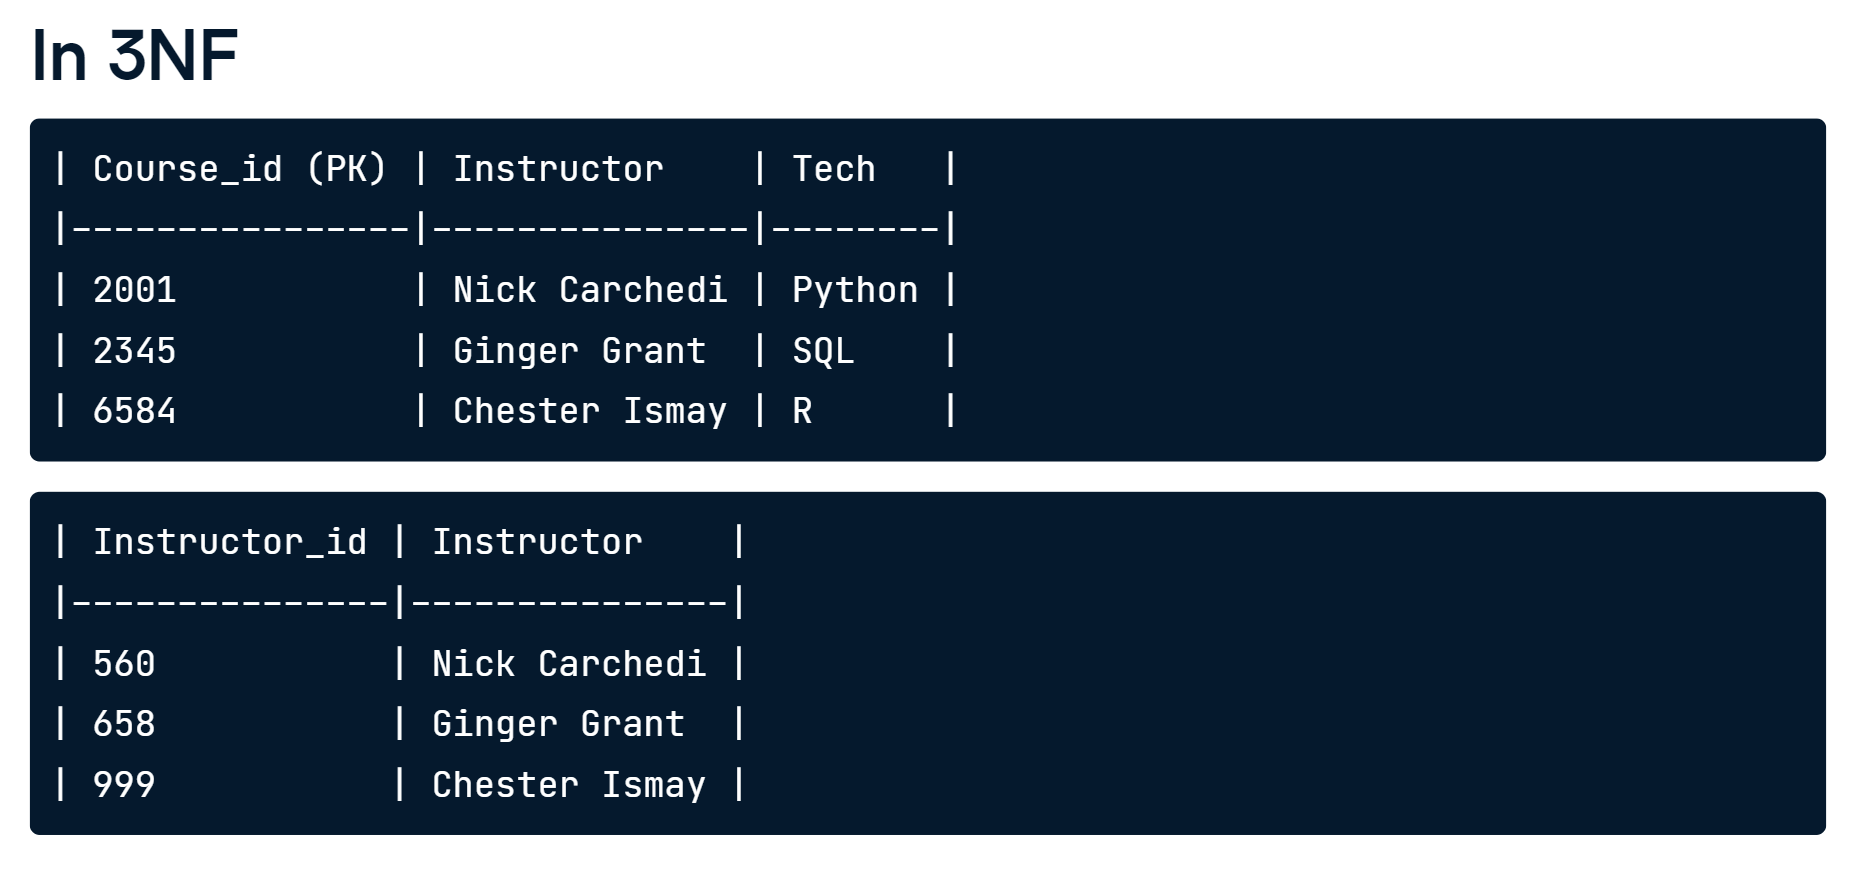 In 3NF
| Course_id (PK) | Instructor    | Tech   |
|----------------|---------------|--------|
| 2001           | Nick Carchedi | Python |
| 2345           | Ginger Grant  | SQL    |
| 6584           | Chester Ismay | R      |
| Instructor_id | Instructor    |
|---------------|---------------|
| 560           | Nick Carchedi |
| 658           | Ginger Grant  |
| 999           | Chester Ismay |